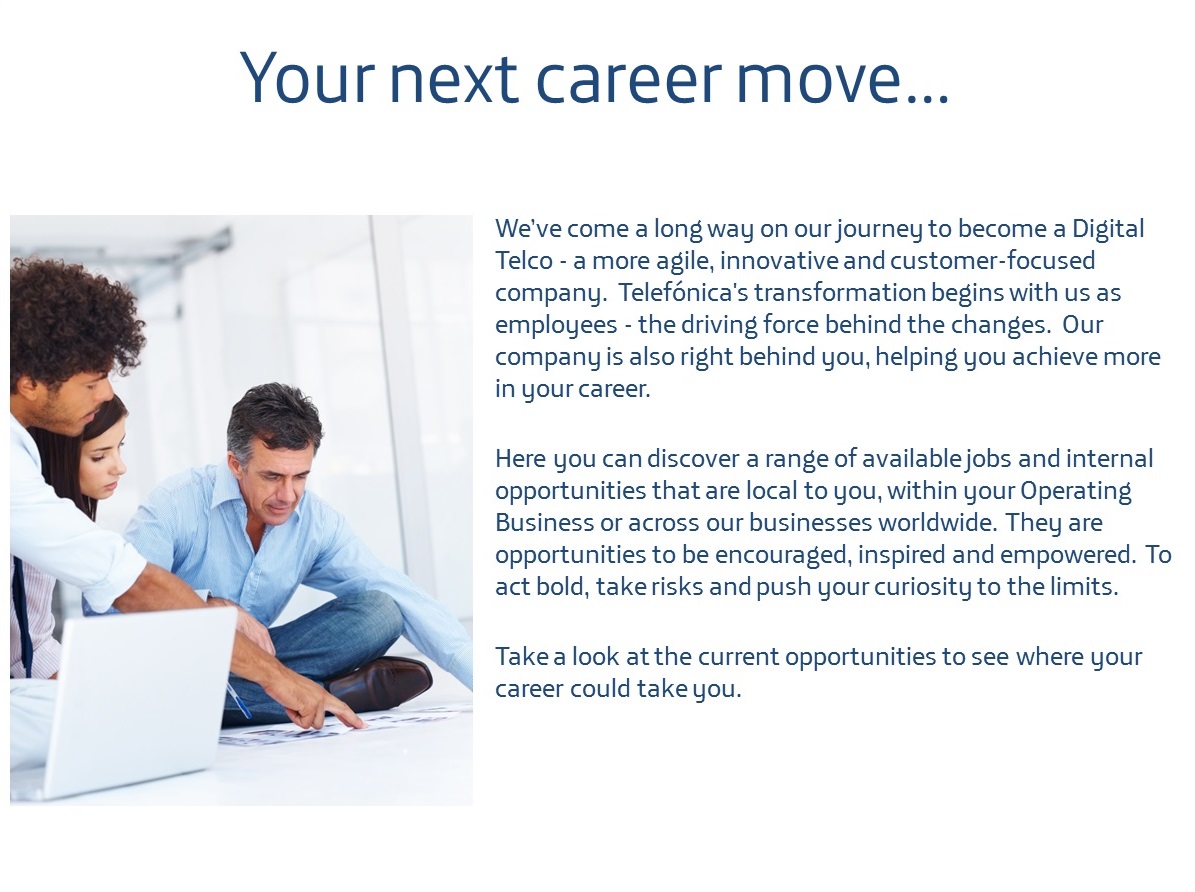 Your next career move...
We've come a long way on our journey to become a Digital
Telco - a more agile, innovative and customer-focused
company.  Telefónica's transformation begins with us as
employees - the driving force behind the changes.  Our
company is also right behind you, helping you achieve more
in your career.
Here you can discover a range of available jobs and internal
opportunities that are local to you, within your Operating
Business or across our businesses worldwide.  They are
opportunities to be encouraged, inspired and empowered.  To
act bold, take risks and push your curiosity to the limits.
Take a look at the current opportunities to see where your
career could take you.